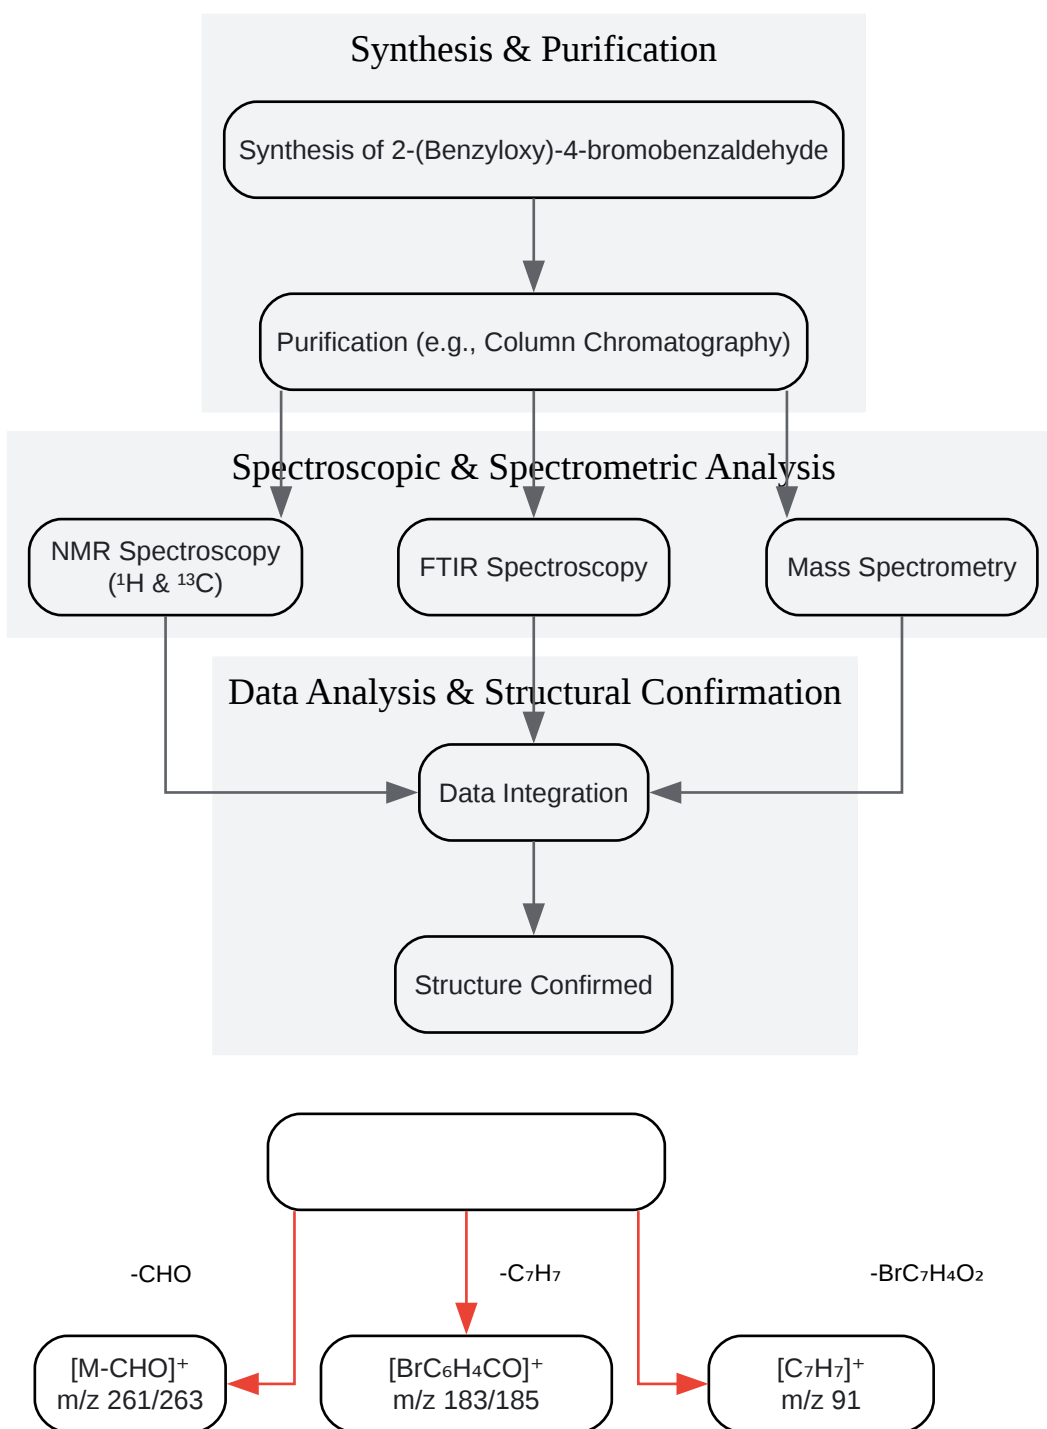 Synthesis & Purification
Synthesis of 2-(Benzyloxy)-4-bromobenzaldehyde
Purification (e.g., Column Chromatography)
Spectroscopic & Spectrometric Analysis
NMR Spectroscopy
(¹H & ¹³C)
FTIR Spectroscopy
Mass Spectrometry
Data Analysis & Structural Confirmation
Data Integration
Structure Confirmed
-CHO
-C₇H₇
-BrC₇H₄O₂
[M-CHO]⁺
m/z 261/263
[BrC₆H₄CO]⁺
m/z 183/185
[C₇H₇]⁺
m/z 91